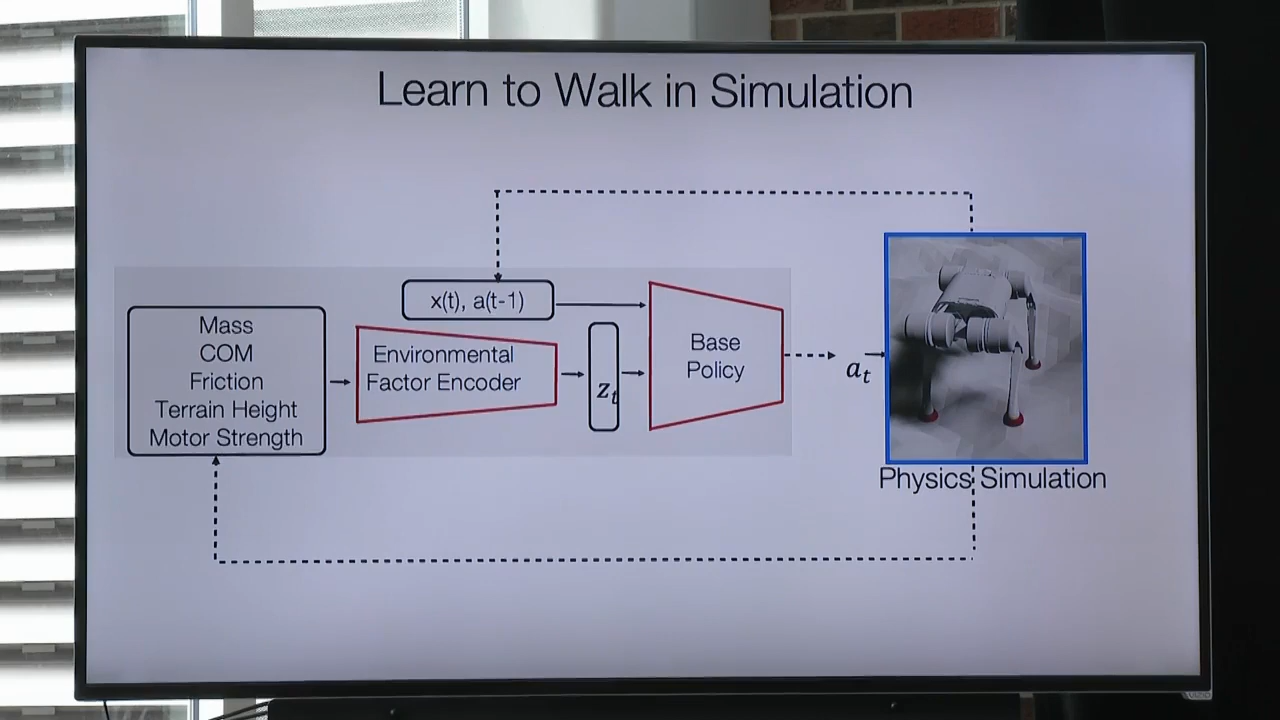 Learn to Walk in Simulation
x(t), a(t-1)
Mass
COM
Friction
Terrain Height
Motor Strength
Environmental
Factor Encoder
z_t
Base
Policy
a_t
Physics Simulation